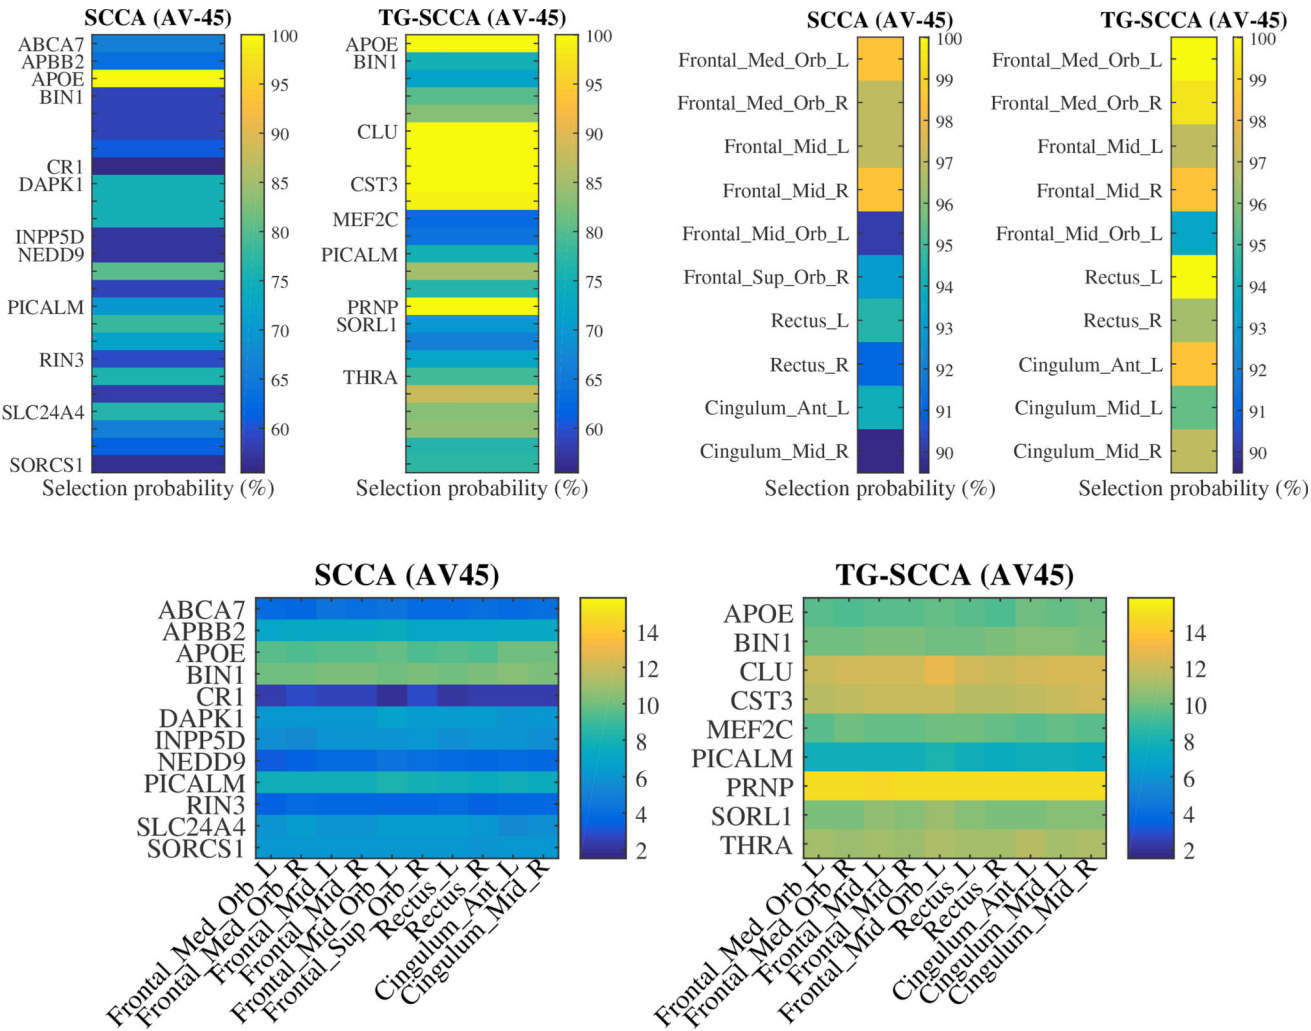 SCCA (AV-45)
ABCA7
APBB2
APOE
BIN1
CR1
DAPK1
INPP5D
NEDD9
PICALM
RIN3
SLC24A4
SORCS1
100
95
90
85
80
75
70
65
60
Selection probability (%)
TG-SCCA (AV-45)
APOE
BIN1
CLU
CST3
MEF2C
PICALM
PRNP
SORL1
THRA
100
95
90
85
80
75
70
65
60
Selection probability (%)
SCCA (AV-45)
Frontal_Med_Orb_L
Frontal_Med_Orb_R
Frontal_Mid_L
Frontal_Mid_R
Frontal_Mid_Orb_L
Frontal_Sup_Orb_R
Rectus_L
Rectus_R
Cingulum_Ant_L
Cingulum_Mid_R
100
99
98
97
96
95
94
93
92
91
90
Selection probability (%)
TG-SCCA (AV-45)
Frontal_Med_Orb_L
Frontal_Med_Orb_R
Frontal_Mid_L
Frontal_Mid_R
Frontal_Mid_Orb_L
Rectus_L
Rectus_R
Cingulum_Ant_L
Cingulum_Mid_L
Cingulum_Mid_R
100
99
98
97
96
95
94
93
92
91
90
Selection probability (%)
SCCA (AV45)
ABCA7
APBB2
APOE
BIN1
CR1
DAPK1
INPP5D
NEDD9
PICALM
RIN3
SLC24A4
SORCS1
14
12
10
8
6
4
2
Frontal_Med_Orb_L
Frontal_Med_Orb_R
Frontal_Mid_L
Frontal_Mid_R
Frontal_Mid_Orb_L
Frontal_Sup_Orb_R
Rectus_L
Rectus_R
Cingulum_Ant_L
Cingulum_Mid_R
TG-SCCA (AV45)
APOE
BIN1
CLU
CST3
MEF2C
PICALM
PRNP
SORL1
THRA
14
12
10
8
6
4
2
Frontal_Med_Orb_L
Frontal_Med_Orb_R
Frontal_Mid_L
Frontal_Mid_R
Frontal_Mid_Orb_L
Rectus_L
Rectus_R
Cingulum_Ant_L
Cingulum_Mid_L
Cingulum_Mid_R